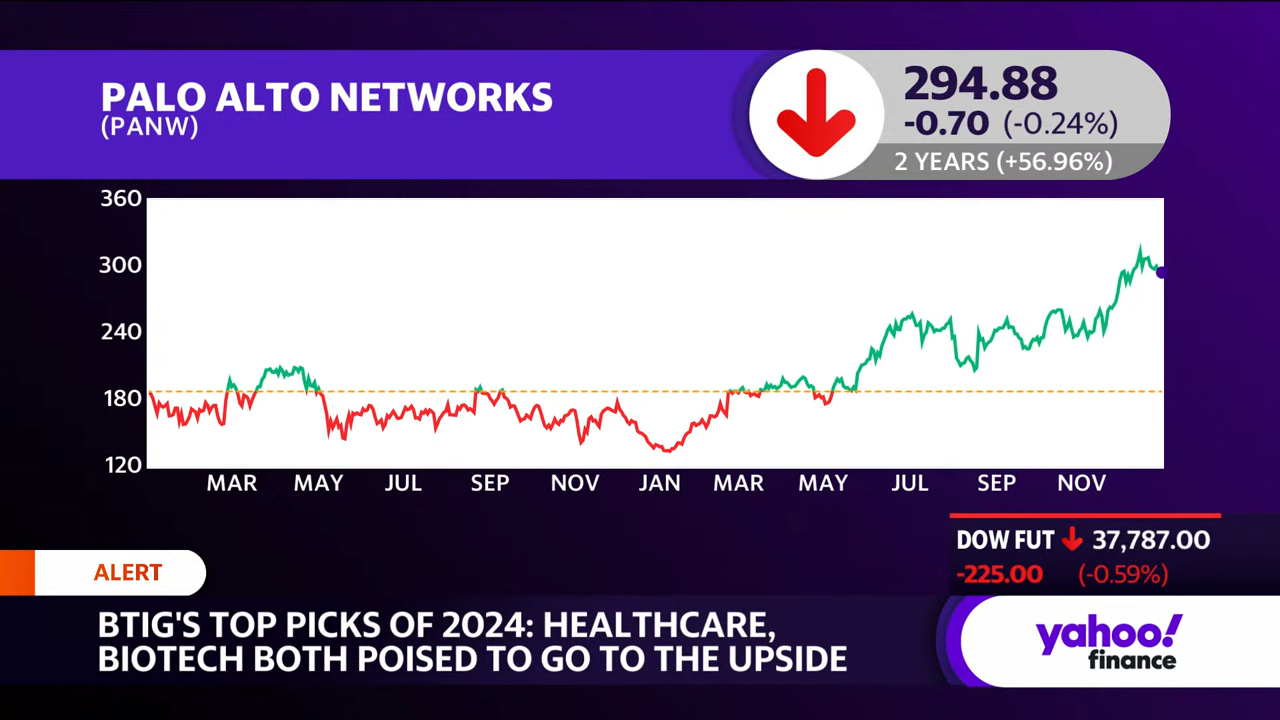 PALO ALTO NETWORKS
(PANW)
294.88
-0.70 (-0.24%)
2 YEARS (+56.96%)
360
300
240
180
120
MAR MAY JUL SEP NOV JAN MAR MAY JUL SEP NOV
DOW FUT 37,787.00
-225.00 (-0.59%)
ALERT
BTIG'S TOP PICKS OF 2024: HEALTHCARE,
BIOTECH BOTH POISED TO GO TO THE UPSIDE
yahoo!
finance